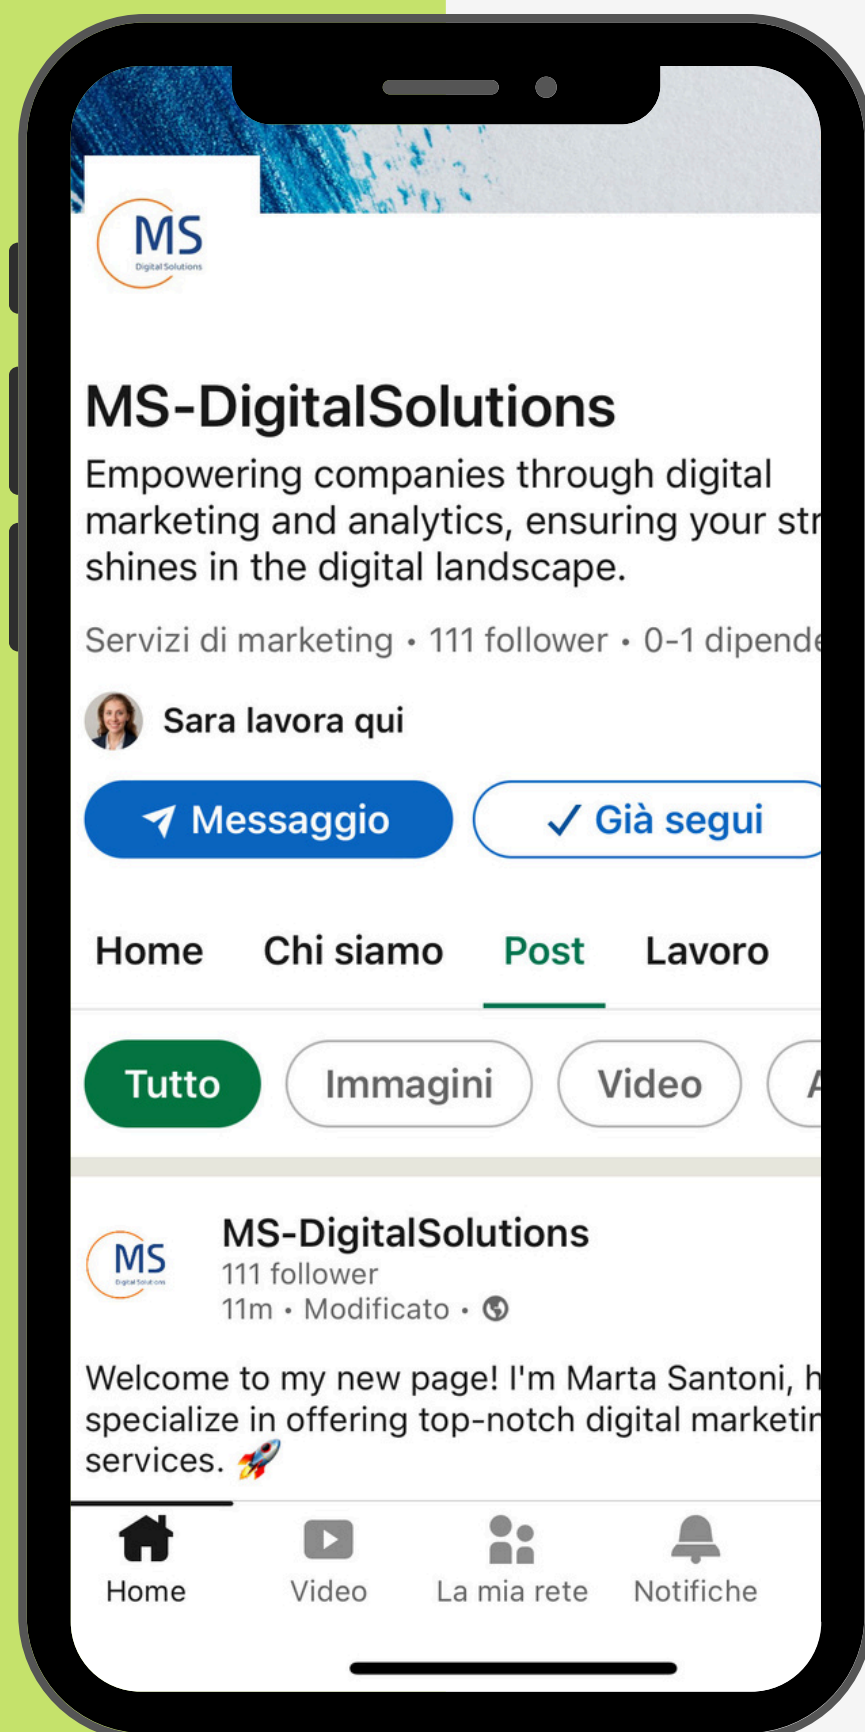 MS
Digital Solutions
MS-DigitalSolutions
Empowering companies through digital
marketing and analytics, ensuring your str
shines in the digital landscape.
Servizi di marketing • 111 follower • 0-1 dipende
Sara lavora qui
Messaggio
Già segui
Home Chi siamo Post Lavoro
Tutto Immagini Video A
MS
Digital Solutions
MS-DigitalSolutions
111 follower
11m • Modificato •
Welcome to my new page! I'm Marta Santoni, h
specialize in offering top-notch digital marketin
services. 🚀
Home Video La mia rete Notifiche